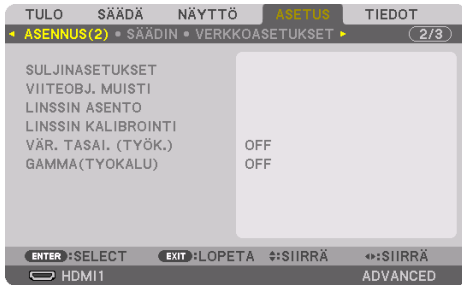 TULO SÄÄDÄ NÄYTTÖ ASETUS TIEDOT
ASENNUS(2) • SÄÄDIN • VERKKOASETUKSET 2/3
SULJINASETUKSET
VIITEOBJ. MUISTI
LINSSIN ASENTO
LINSSIN KALIBROINTI
VÄR. TASAI. (TYÖK.) OFF
GAMMA(TYOKALU) OFF
ENTER :SELECT EXIT :LOPETA :SIIRRÄ :SIIRRÄ
HDMI1 ADVANCED